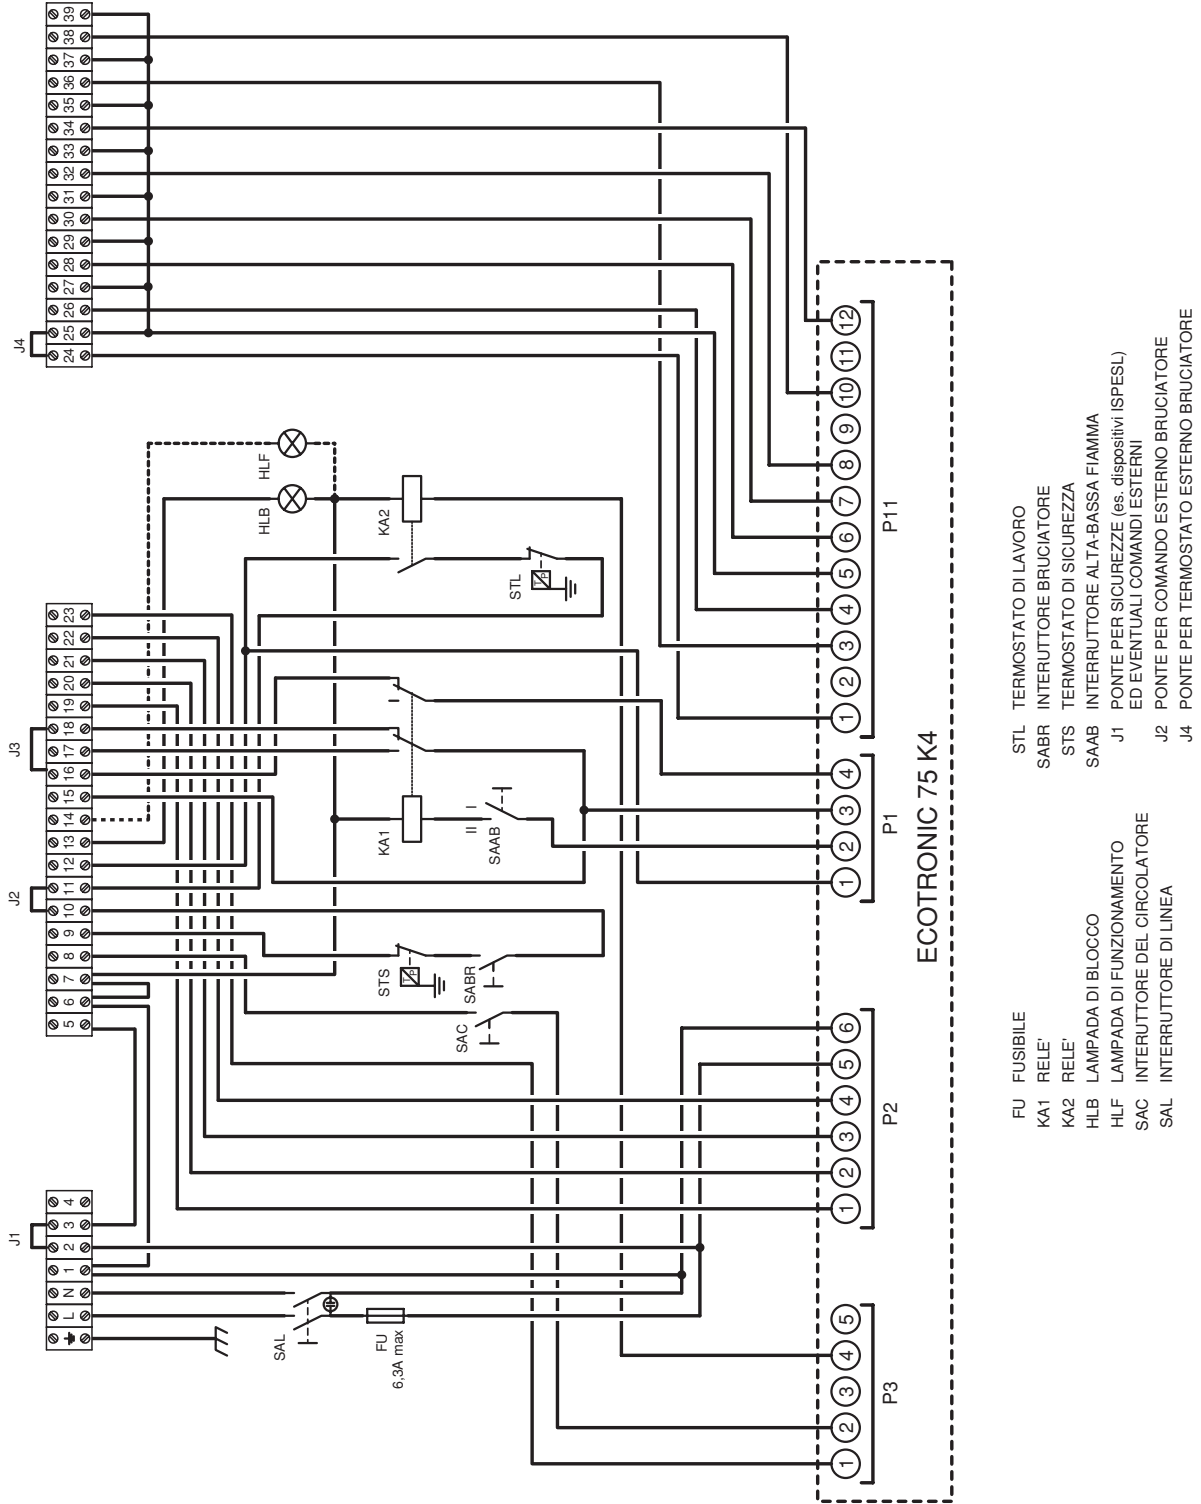 L
N
1
2
3
4
5
6
7
8
9
10
11
12
13
14
15
16
17
18
19
20
21
22
23
24
25
26
27
28
29
30
31
32
33
34
35
36
37
38
39
J1
J2
J3
J4
SAL
FU
6,3A max
SAC
STS
T
P
SABR
KA1
II I
SAAB
HLB
HLF
KA2
STL
T
P
1
2
3
4
5
P3
1
2
3
4
5
6
P2
1
2
3
4
P1
1
2
3
4
5
6
7
8
9
10
11
12
P11
ECOTRONIC 75 K4
FU FUSIBILE
KA1 RELE'
KA2 RELE'
HLB LAMPADA DI BLOCCO
HLF LAMPADA DI FUNZIONAMENTO
SAC INTERUTTORE DEL CIRCOLATORE
SAL INTERRUTTORE DI LINEA
STL TERMOSTATO DI LAVORO
SABR INTERUTTORE BRUCIATORE
STS TERMOSTATO DI SICUREZZA
SAAB INTERRUTTORE ALTA-BASSA FIAMMA
J1 PONTE PER SICUREZZE (es. dispositivi ISPESL)
ED EVENTUALI COMANDI ESTERNI
J2 PONTE PER COMANDO ESTERNO BRUCIATORE
J4 PONTE PER TERMOSTATO ESTERNO BRUCIATORE